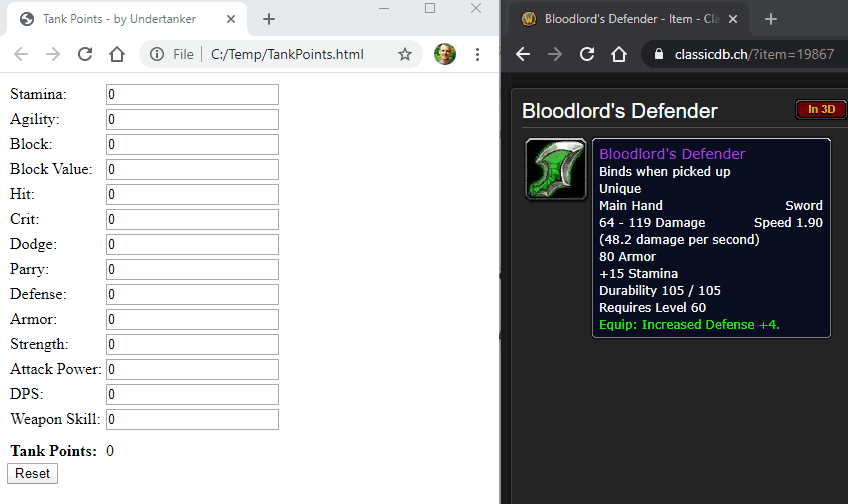 Tank Points - by Undertanker
File | C:/Temp/TankPoints.html
Stamina: 0
Agility: 0
Block: 0
Block Value: 0
Hit: 0
Crit: 0
Dodge: 0
Parry: 0
Defense: 0
Armor: 0
Strength: 0
Attack Power: 0
DPS: 0
Weapon Skill: 0
Tank Points: 0
Reset
Bloodlord's Defender - Item - Cla
classicdb.ch/?item=19867
Bloodlord's Defender
In 3D
Bloodlord's Defender
Binds when picked up
Unique
Main Hand Sword
64 - 119 Damage Speed 1.90
(48.2 damage per second)
80 Armor
+15 Stamina
Durability 105 / 105
Requires Level 60
Equip: Increased Defense +4.